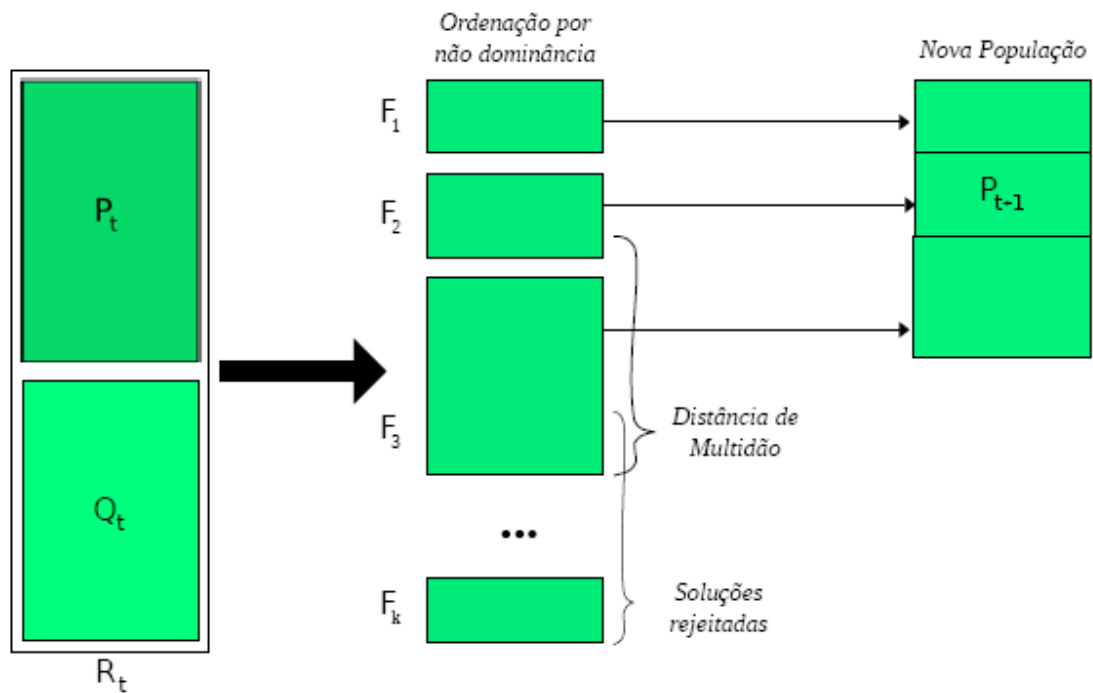 Ordenação por
não dominância
Nova População
F1
F2
F3
...
Fk
Pt
Qt
Rt
Pt+1
Distância de
Multidão
Soluções
rejeitadas